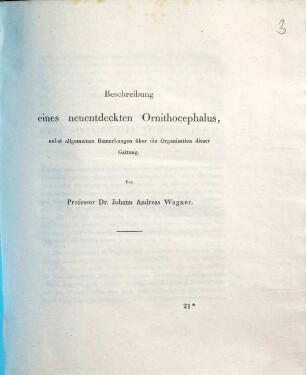 3
Beschreibung
eines neuentdeckten Ornithocephalus,
nebst allgemeinen Bemerkungen über die Organisation dieser
Gattung.
Von
Professor Dr. Johann Andreas Wagner.
21*